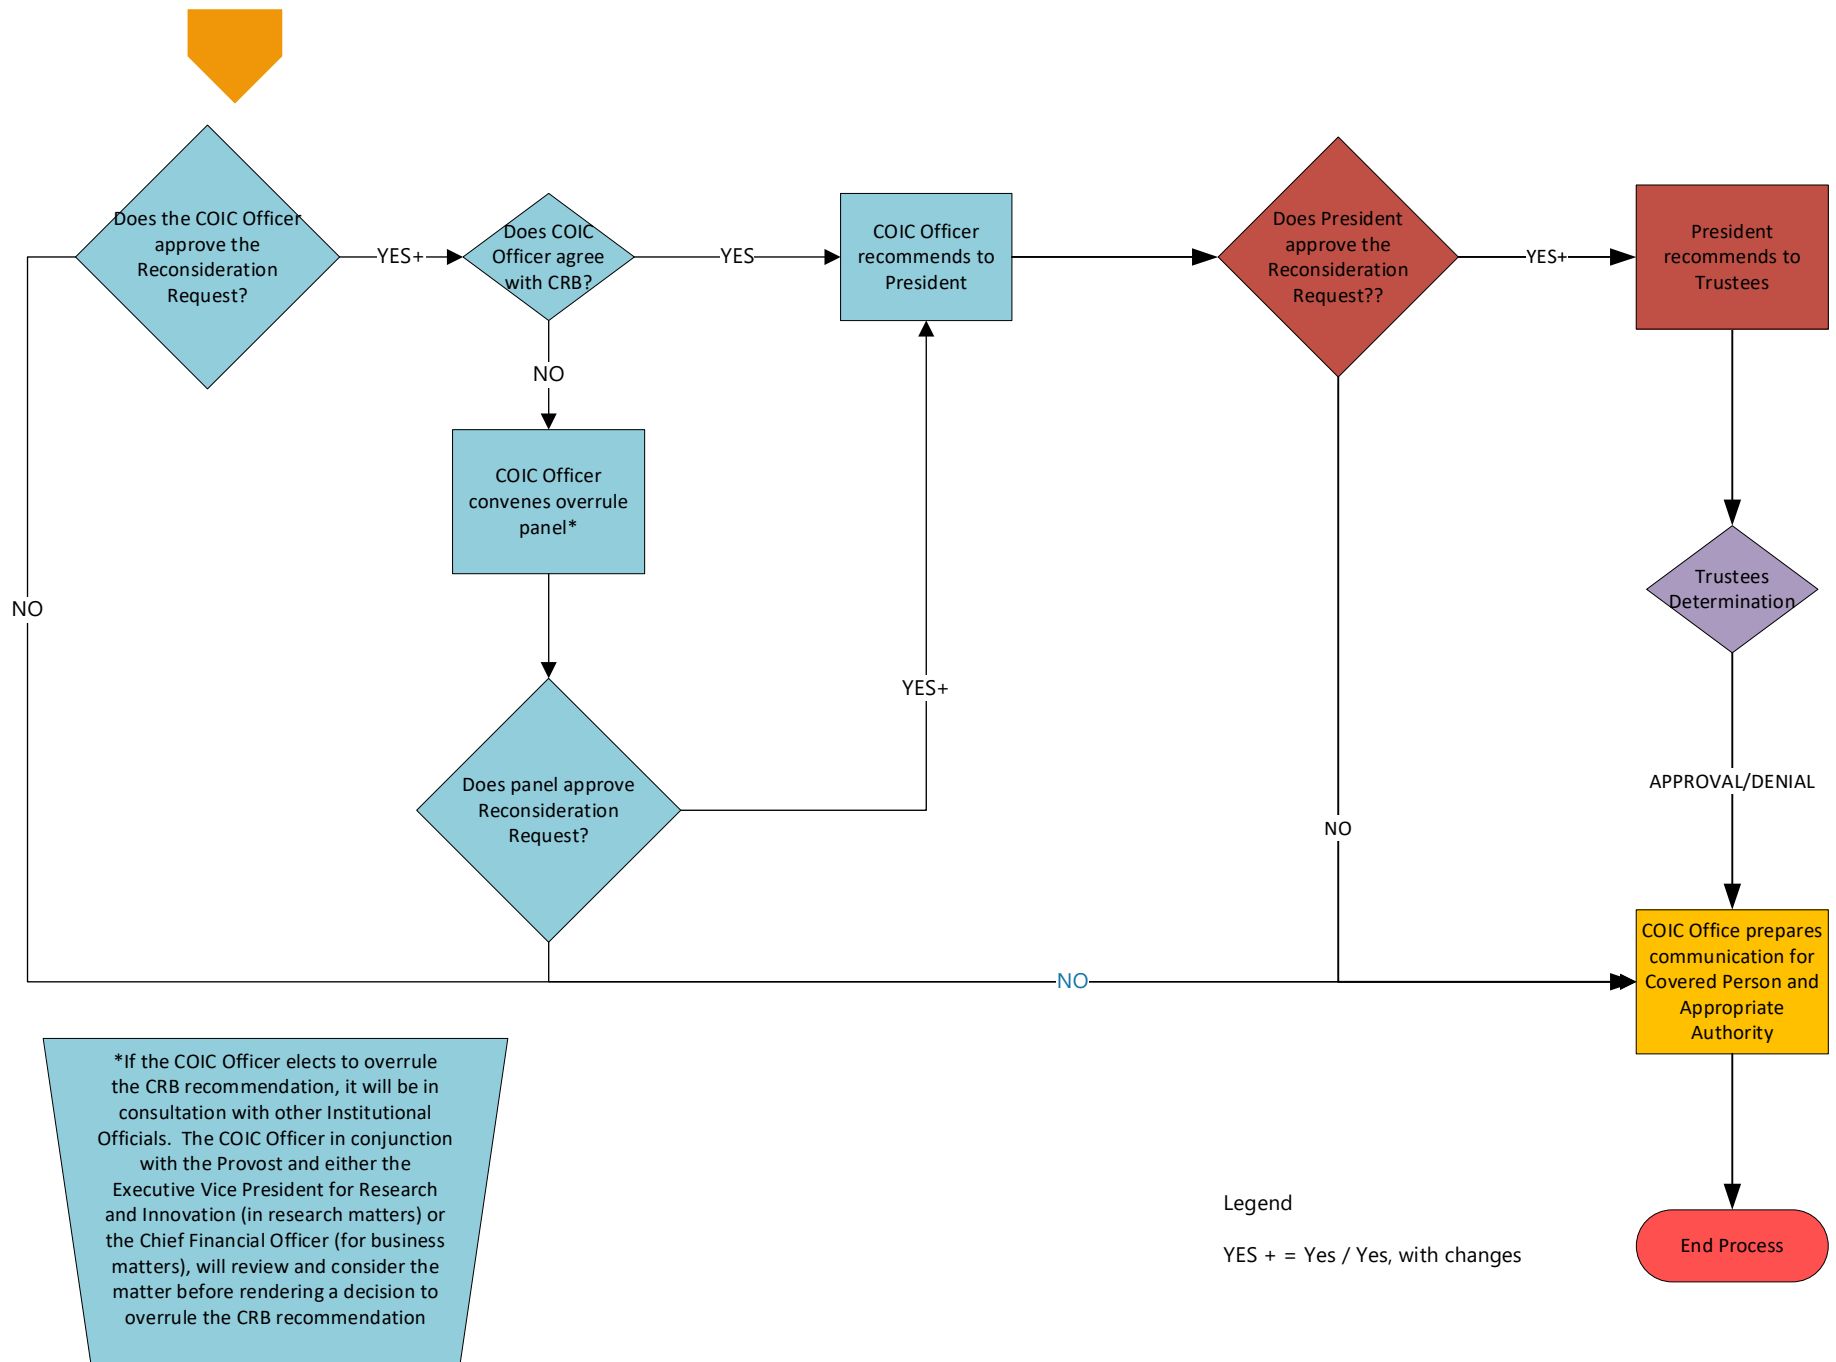 Does the COIC Officer
approve the
Reconsideration
Request?
YES+
Does COIC
Officer agree
with CRB?
YES
COIC Officer
recommends to
President
Does President
approve the
Reconsideration
Request??
YES+
President
recommends to
Trustees
NO
COIC Officer
convenes overrule
panel*
NO
Trustees
Determination
YES+
Does panel approve
Reconsideration
Request?
NO
APPROVAL/DENIAL
NO
COIC Office prepares
communication for
Covered Person and
Appropriate
Authority
*If the COIC Officer elects to overrule
the CRB recommendation, it will be in
consultation with other Institutional
Officials.  The COIC Officer in conjunction
with the Provost and either the
Executive Vice President for Research
and Innovation (in research matters) or
the Chief Financial Officer (for business
matters), will review and consider the
matter before rendering a decision to
overrule the CRB recommendation
Legend
YES + = Yes / Yes, with changes
End Process